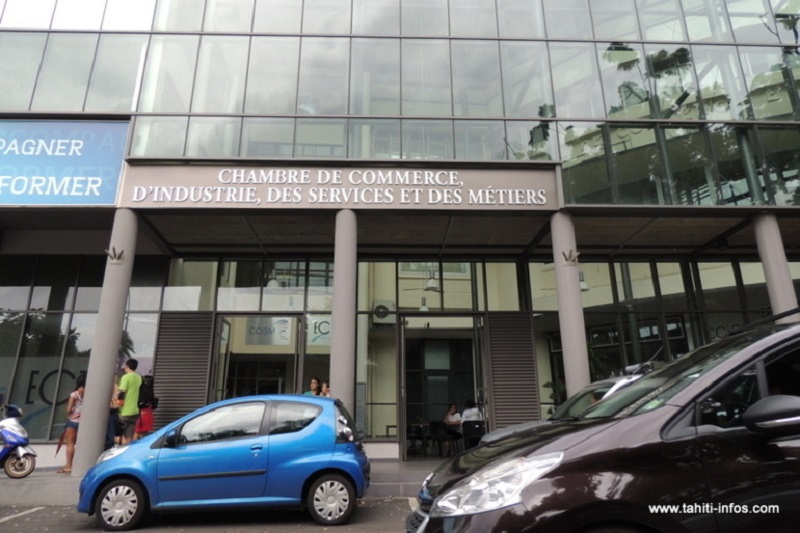 CHAMBRE DE COMMERCE,
D'INDUSTRIE, DES SERVICES ET DES MÉTIERS
PAGNER
FORMER
www.tahiti-infos.com